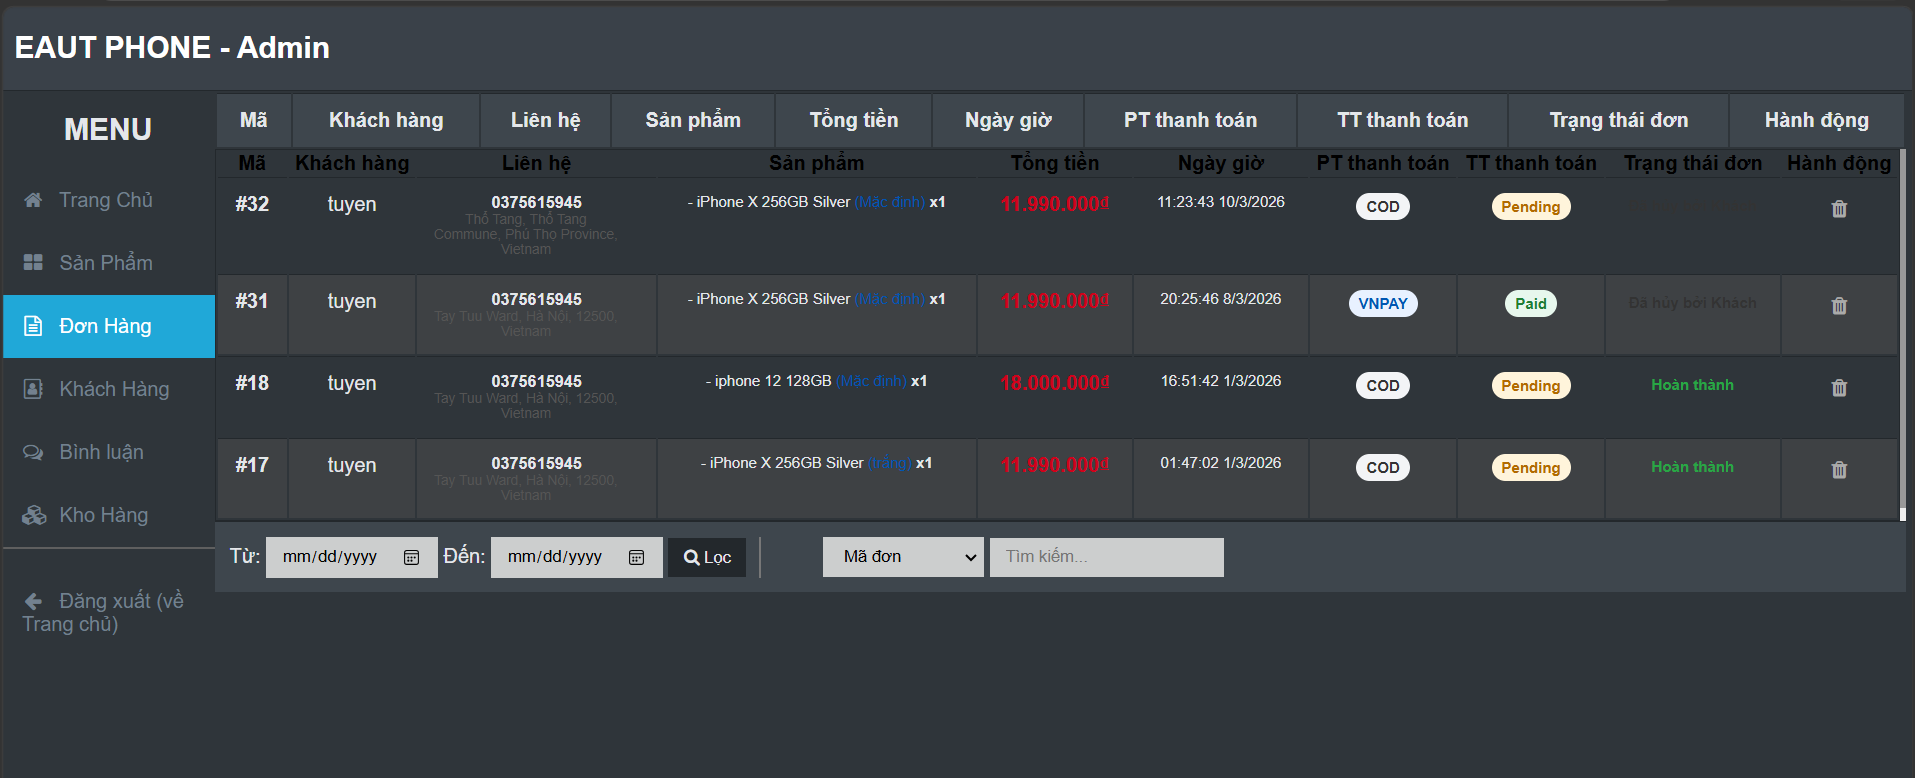 EAUT PHONE - Admin
MENU
Trang Chủ
Sản Phẩm
Đơn Hàng
Khách Hàng
Bình luận
Kho Hàng
Đăng xuất (về
Trang chủ)
Mã Khách hàng Liên hệ Sản phẩm Tổng tiền Ngày giờ PT thanh toán TT thanh toán Trạng thái đơn Hành động
Mã Khách hàng Liên hệ Sản phẩm Tổng tiền Ngày giờ PT thanh toán TT thanh toán Trạng thái đơn Hành động
#32 tuyen 0375615945 - iPhone X 256GB Silver (Mặc định) x1 11.990.000₫ 11:23:43 10/3/2026 COD Pending
Thổ Tang, Thổ Tang
Commune, Phú Thọ Province,
Vietnam
#31 tuyen 0375615945 - iPhone X 256GB Silver (Mặc định) x1 11.990.000₫ 20:25:46 8/3/2026 VNPAY Paid Đã hủy bởi Khách
Tay Tuu Ward, Hà Nội, 12500,
Vietnam
#18 tuyen 0375615945 - iphone 12 128GB (Mặc định) x1 18.000.000₫ 16:51:42 1/3/2026 COD Pending Hoàn thành
Tay Tuu Ward, Hà Nội, 12500,
Vietnam
#17 tuyen 0375615945 - iPhone X 256GB Silver (trắng) x1 11.990.000₫ 01:47:02 1/3/2026 COD Pending Hoàn thành
Tay Tuu Ward, Hà Nội, 12500,
Vietnam
Từ: mm/dd/yyyy Đến: mm/dd/yyyy Lọc Mã đơn Tìm kiếm...